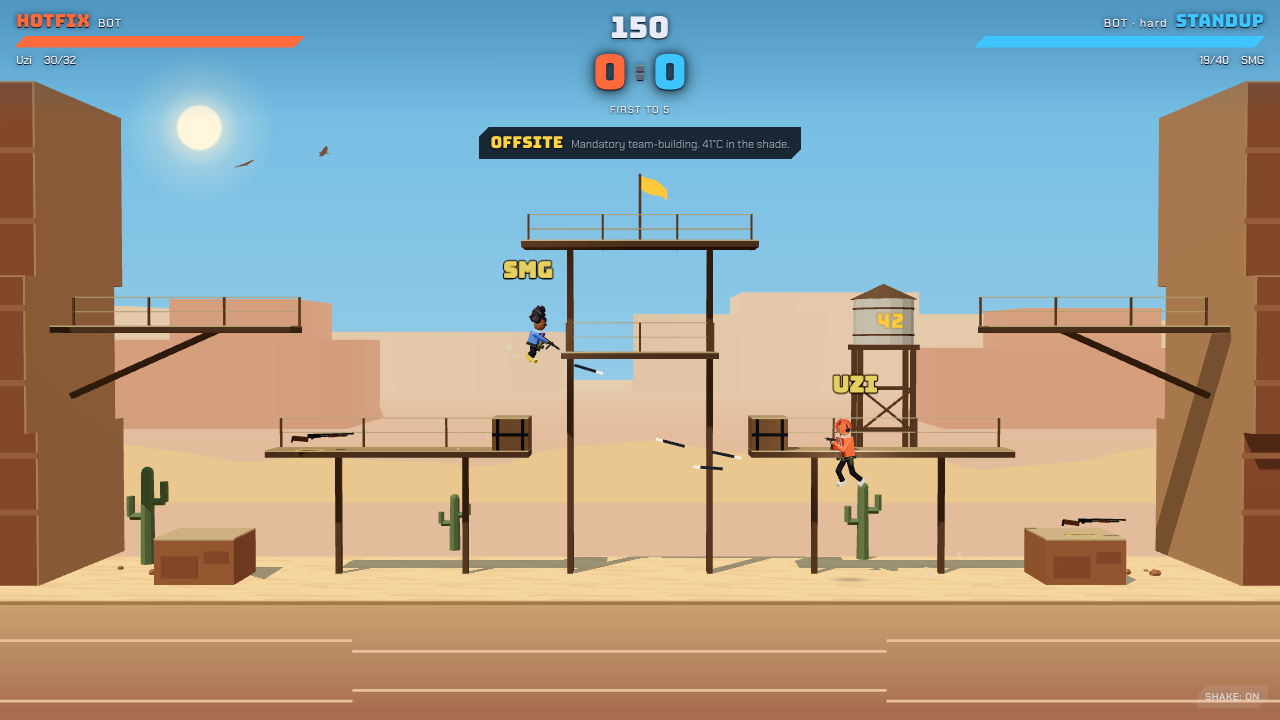 HOTFIX BOT
Uzi 30/32
150
0:0
FIRST TO 5
BOT · hard STANDUP
19/40 SMG
OFFSITE Mandatory team-building. 41°C in the shade.
SMG
42
UZI
SHAKE: ON